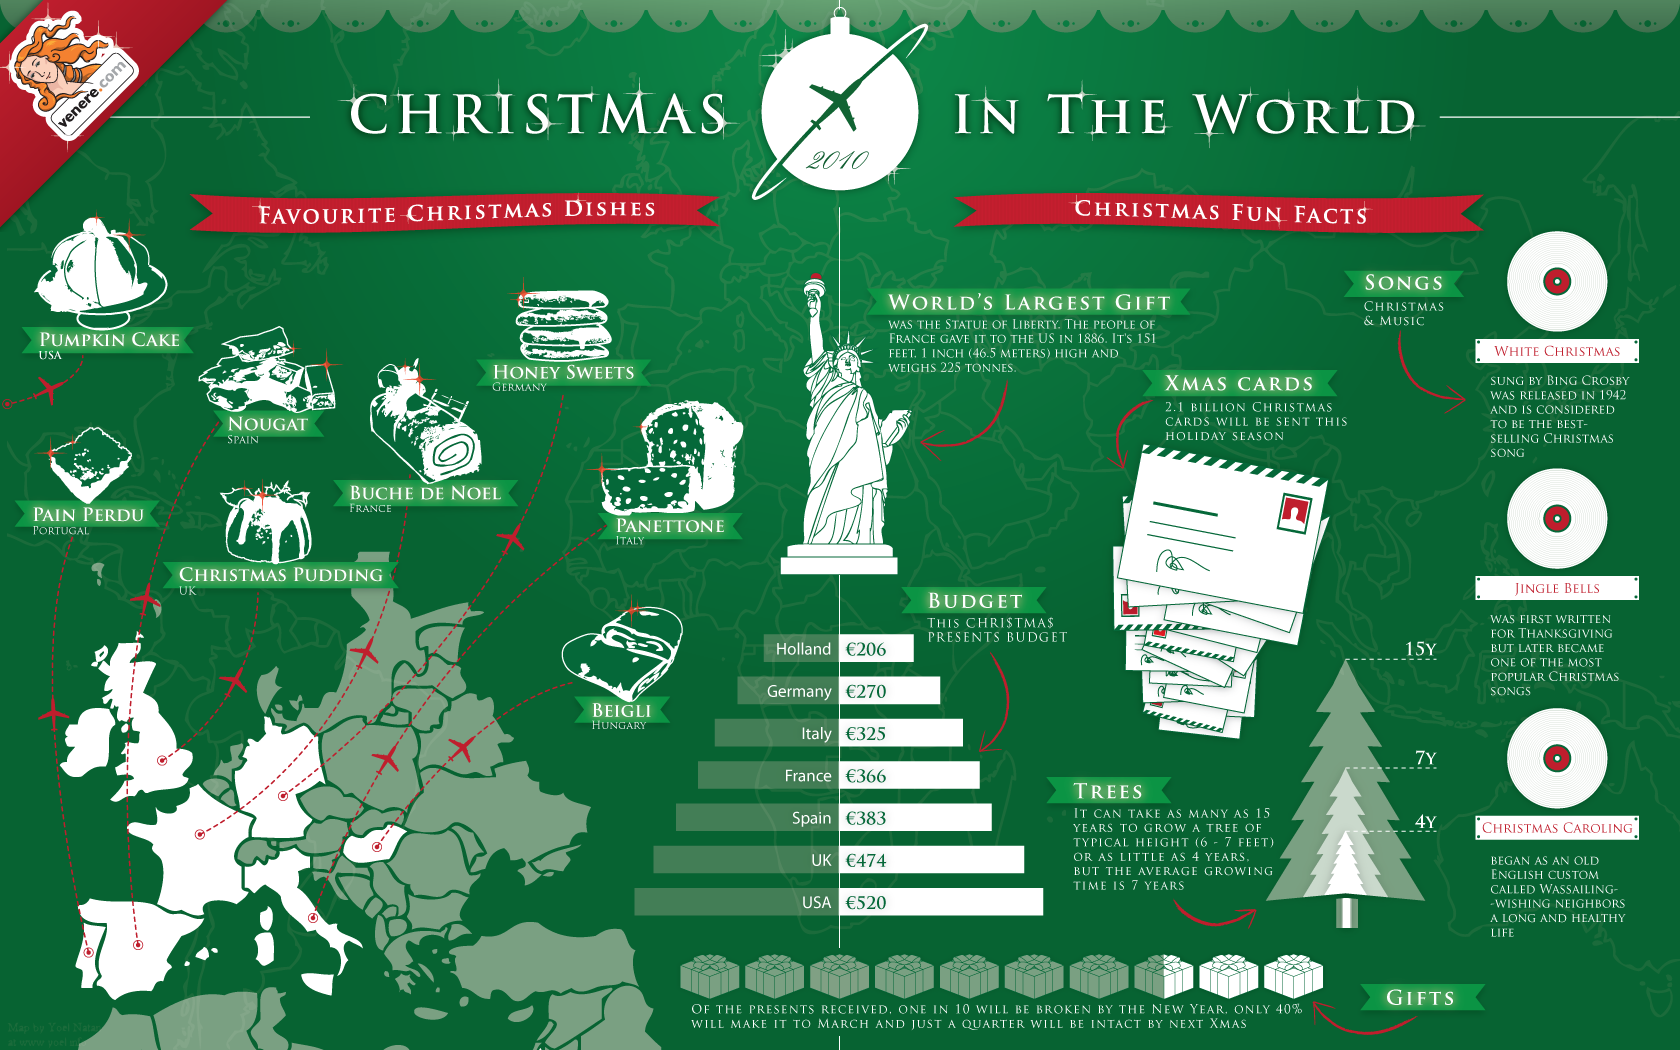 venere.com
CHRISTMAS
2010
IN THE WORLD
FAVOURITE CHRISTMAS DISHES
PUMPKIN CAKE
USA
NOUGAT
SPAIN
HONEY SWEETS
GERMANY
BUCHE DE NOEL
FRANCE
PAIN PERDU
PORTUGAL
PANETTONE
ITALY
CHRISTMAS PUDDING
UK
BEIGLI
HUNGARY
CHRISTMAS FUN FACTS
WORLD'S LARGEST GIFT
WAS THE STATUE OF LIBERTY. THE PEOPLE OF
FRANCE GAVE IT TO THE US IN 1886. IT'S 151
FEET, 1 INCH (46.5 METERS) HIGH AND
WEIGHS 225 TONNES.
XMAS CARDS
2.1 BILLION CHRISTMAS
CARDS WILL BE SENT THIS
HOLIDAY SEASON
SONGS
CHRISTMAS
& MUSIC
WHITE CHRISTMAS
SUNG BY BING CROSBY
WAS RELEASED IN 1942
AND IS CONSIDERED
TO BE THE BEST-
SELLING CHRISTMAS
SONG
JINGLE BELLS
WAS FIRST WRITTEN
FOR THANKSGIVING
BUT LATER BECAME
ONE OF THE MOST
POPULAR CHRISTMAS
SONGS
CHRISTMAS CAROLING
BEGAN AS AN OLD
ENGLISH CUSTOM
CALLED WASSAILING-
-WISHING NEIGHBORS
A LONG AND HEALTHY
LIFE
BUDGET
THIS CHRI$TMA$
PRESENTS BUDGET
Holland €206
Germany €270
Italy €325
France €366
Spain €383
UK €474
USA €520
TREES
IT CAN TAKE AS MANY AS 15
YEARS TO GROW A TREE OF
TYPICAL HEIGHT (6 - 7 FEET)
OR AS LITTLE AS 4 YEARS,
BUT THE AVERAGE GROWING
TIME IS 7 YEARS
15Y
7Y
4Y
GIFTS
OF THE PRESENTS RECEIVED, ONE IN 10 WILL BE BROKEN BY THE NEW YEAR, ONLY 40%
WILL MAKE IT TO MARCH AND JUST A QUARTER WILL BE INTACT BY NEXT XMAS
Map by Yoei